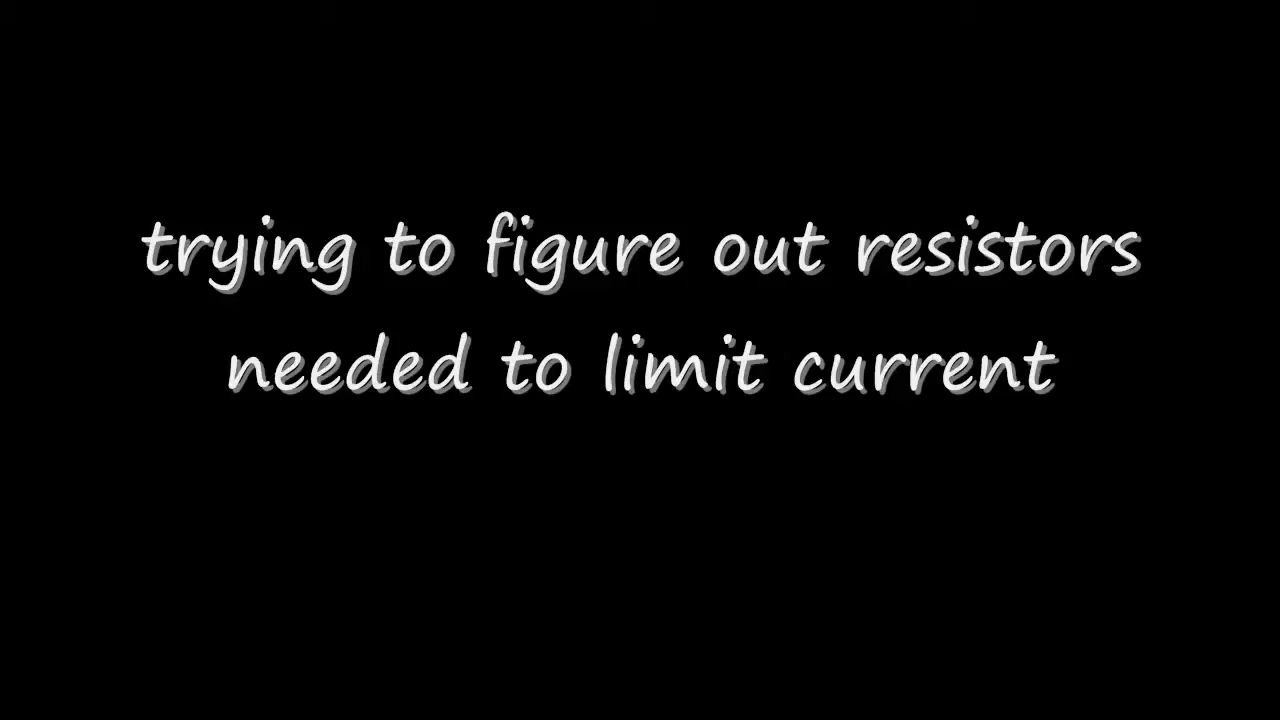 trying to figure out resistors
needed to limit current